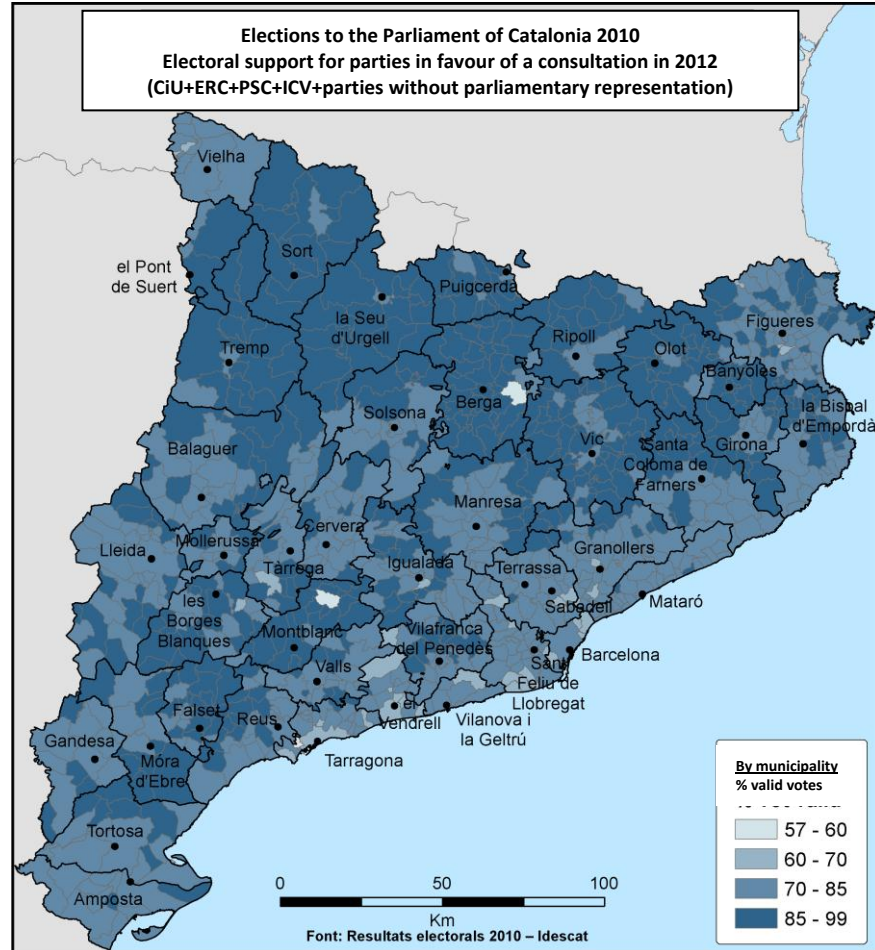 Elections to the Parliament of Catalonia 2010
Electoral support for parties in favour of a consultation in 2012
(CiU+ERC+PSC+ICV+parties without parliamentary representation)
Vielha
el Pont
de Suert
Sort
Puigcerdà
la Seu
d'Urgell
Figueres
Ripoll
Olot
Tremp
Banyoles
Berga
la Bisbal
d'Empordà
Solsona
Vic
Santa
Coloma de
Farners
Girona
Balaguer
Manresa
Cervera
Mollerussa
Lleida
Granollers
Igualada
Terrassa
Tàrrega
les
Borges
Blanques
Sabadell
Mataró
Montblanc
Vilafranca
del Penedès
Barcelona
Sant
Feliu de
Llobregat
Valls
el
Vendrell
Falset
Reus
Vilanova i
la Geltrú
Gandesa
Móra
d'Ebre
Tarragona
Tortosa
Amposta
By municipality
% valid votes
57 - 60
60 - 70
70 - 85
85 - 99
0 50 100
Km
Font: Resultats electorals 2010 – Idescat